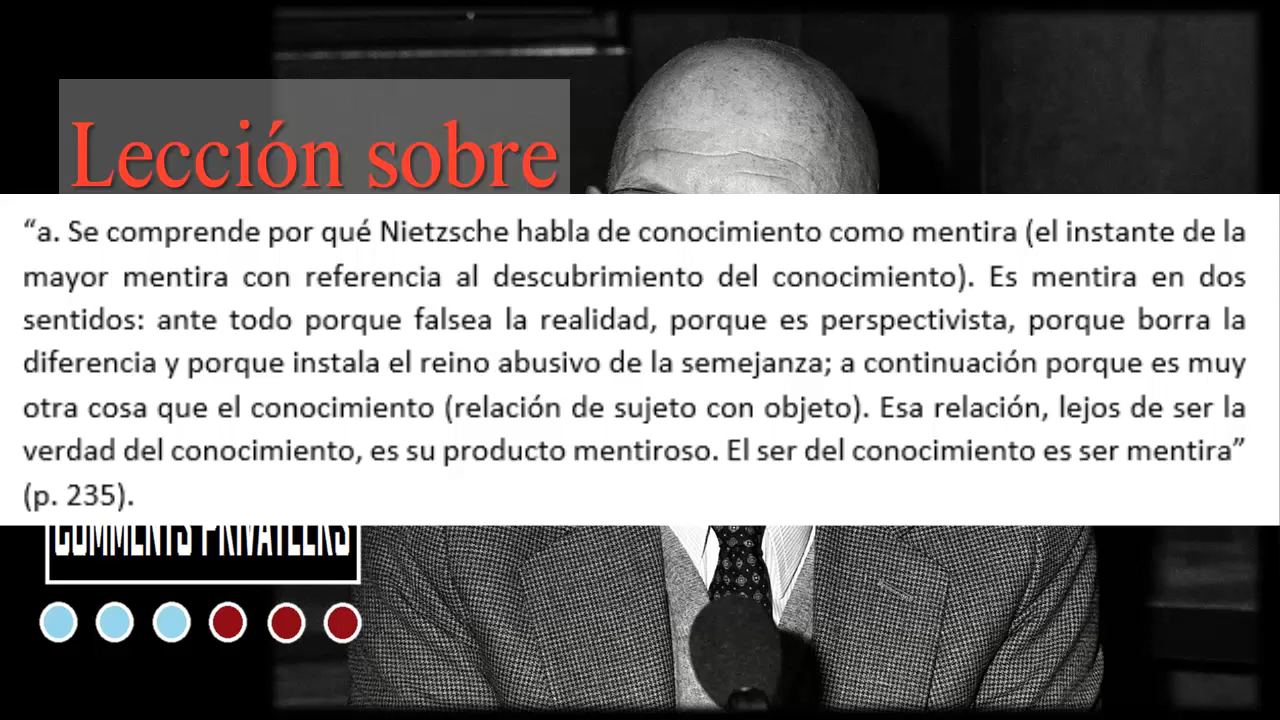 Lección sobre
“a. Se comprende por qué Nietzsche habla de conocimiento como mentira (el instante de la
mayor mentira con referencia al descubrimiento del conocimiento). Es mentira en dos
sentidos: ante todo porque falsea la realidad, porque es perspectivista, porque borra la
diferencia y porque instala el reino abusivo de la semejanza; a continuación porque es muy
otra cosa que el conocimiento (relación de sujeto con objeto). Esa relación, lejos de ser la
verdad del conocimiento, es su producto mentiroso. El ser del conocimiento es ser mentira”
(p. 235).
COMMENTS PRIVATEERS